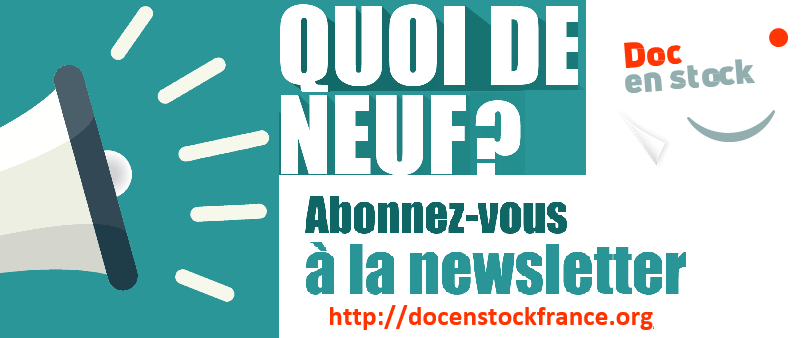 QUOI DE
NEUF?
Doc
en stock
Abonnez-vous
à la newsletter
http://docenstockfrance.org